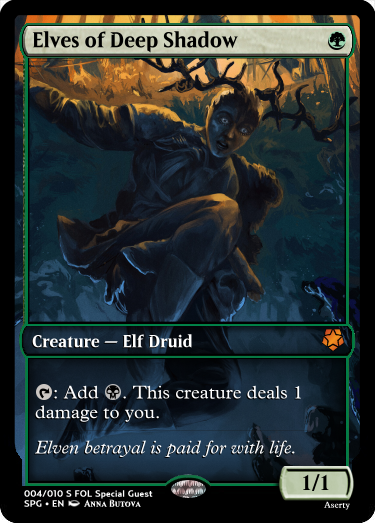 Elves of Deep Shadow
Creature — Elf Druid
: Add . This creature deals 1
damage to you.
Elven betrayal is paid for with life.
1/1
004/010 S FOL Special Guest
SPG • EN Anna Butova
Aserty